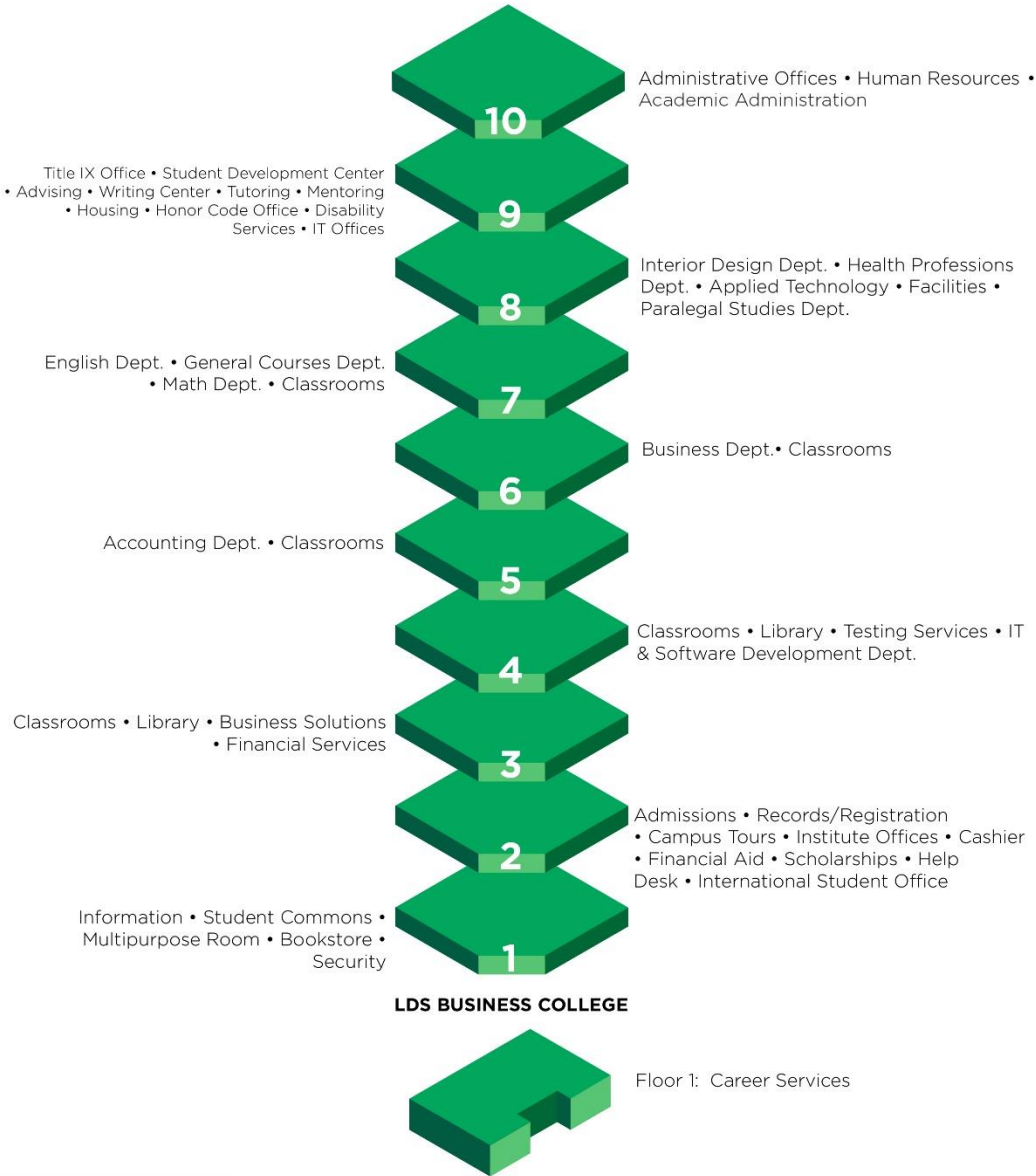 Administrative Offices • Human Resources •
Academic Administration
10
Title IX Office • Student Development Center
• Advising • Writing Center • Tutoring • Mentoring
• Housing • Honor Code Office • Disability
Services • IT Offices
9
Interior Design Dept. • Health Professions
Dept. • Applied Technology • Facilities •
Paralegal Studies Dept.
8
English Dept. • General Courses Dept.
• Math Dept. • Classrooms
7
Business Dept.• Classrooms
6
Accounting Dept. • Classrooms
5
Classrooms • Library • Testing Services • IT
& Software Development Dept.
4
Classrooms • Library • Business Solutions
• Financial Services
3
Admissions • Records/Registration
• Campus Tours • Institute Offices • Cashier
• Financial Aid • Scholarships • Help
Desk • International Student Office
2
Information • Student Commons •
Multipurpose Room • Bookstore •
Security
1
LDS BUSINESS COLLEGE
Floor 1: Career Services